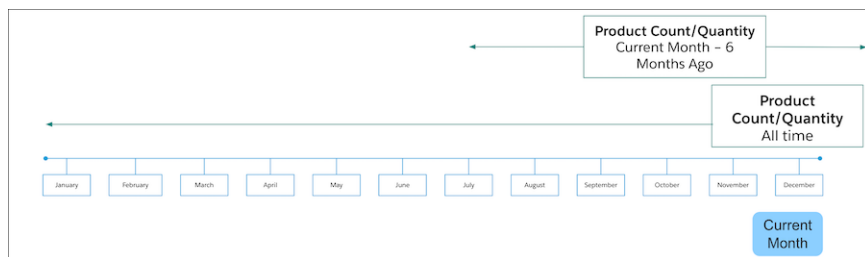 Product Count/Quantity
Current Month – 6
Months Ago
Product
Count/Quantity
All time
January February March April May June July August September October November December
Current
Month